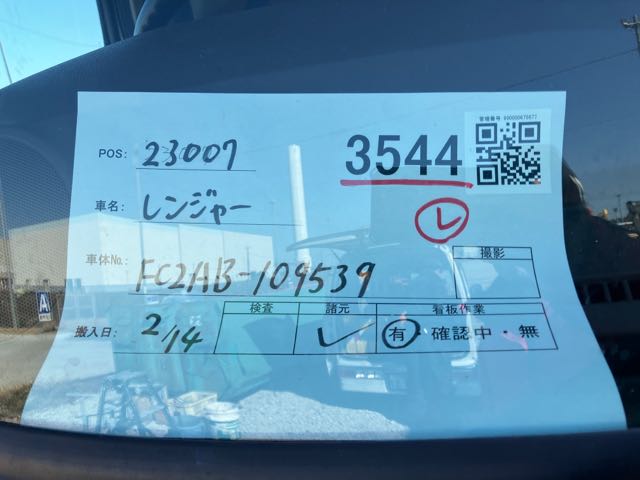 管理番号 990000679677
POS: 23007
3544
車名: レンジャー
レ
車体No.: FC2AB-109539
撮影
搬入日: 2/14
検査 諸元 看板作業
有・確認中・無
A